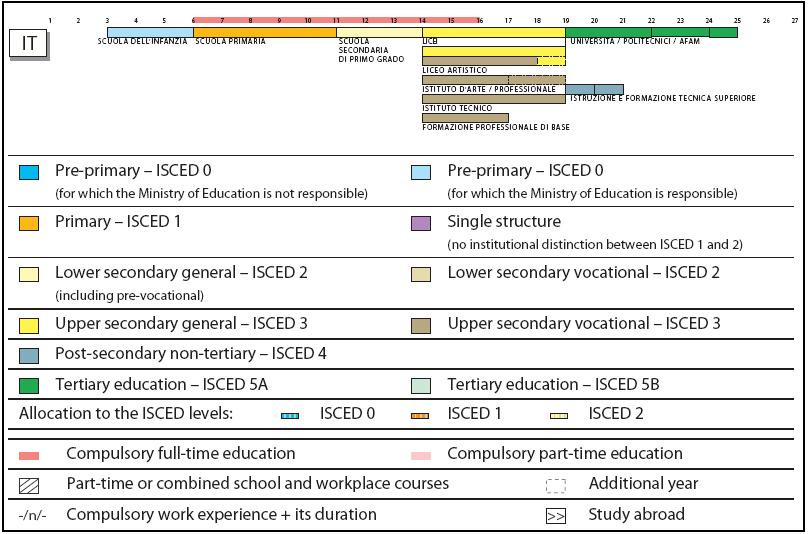 1 2 3 4 5 6 7 8 9 10 11 12 13 14 15 16 17 18 19 20 21 22 23 24 25 26 27
IT
SCUOLA DELL'INFANZIA SCUOLA PRIMARIA SCUOLA SECONDARIA DI PRIMO GRADO UCB UNIVERSITÀ / POLITECNICI / AFAM
LICEO ARTISTICO
ISTITUTO D'ARTE / PROFESSIONALE
ISTRUZIONE E FORMAZIONE TECNICA SUPERIORE
ISTITUTO TECNICO
FORMAZIONE PROFESSIONALE DI BASE
Pre-primary – ISCED 0 Pre-primary – ISCED 0
(for which the Ministry of Education is not responsible) (for which the Ministry of Education is responsible)
Primary – ISCED 1 Single structure
(no institutional distinction between ISCED 1 and 2)
Lower secondary general – ISCED 2 Lower secondary vocational – ISCED 2
(including pre-vocational)
Upper secondary general – ISCED 3 Upper secondary vocational – ISCED 3
Post-secondary non-tertiary – ISCED 4
Tertiary education – ISCED 5A Tertiary education – ISCED 5B
Allocation to the ISCED levels: ISCED 0 ISCED 1 ISCED 2
Compulsory full-time education Compulsory part-time education
Part-time or combined school and workplace courses Additional year
-/n/- Compulsory work experience + its duration >> Study abroad